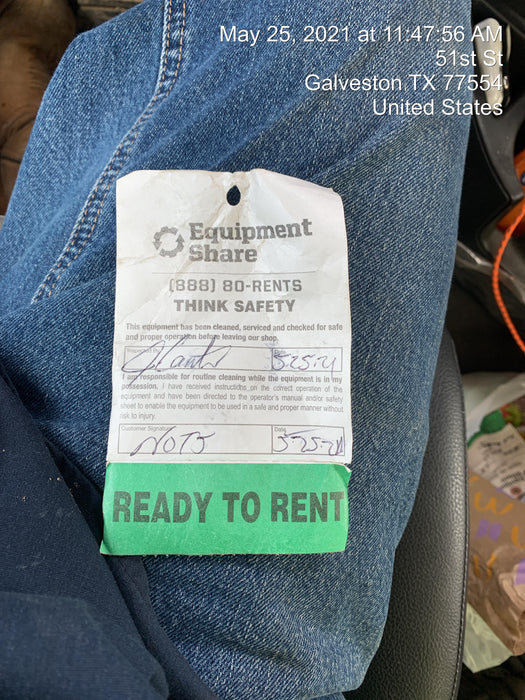 May 25, 2021 at 11:47:56 AM
51st St
Galveston TX 77554
United States
Equipment
Share
(888) 80-RENTS
THINK SAFETY
This equipment has been cleaned, serviced and checked for safe
and proper operation before leaving our shop.
5-25-21
I am responsible for routine cleaning while the equipment is in my
possession. I have received instructions on the correct operation of the
equipment and have been directed to the operator's manual and/or safety
sheet to enable the equipment to be used in a safe and proper manner without
risk to injury.
Customer Signature Date
5-25-21
READY TO RENT